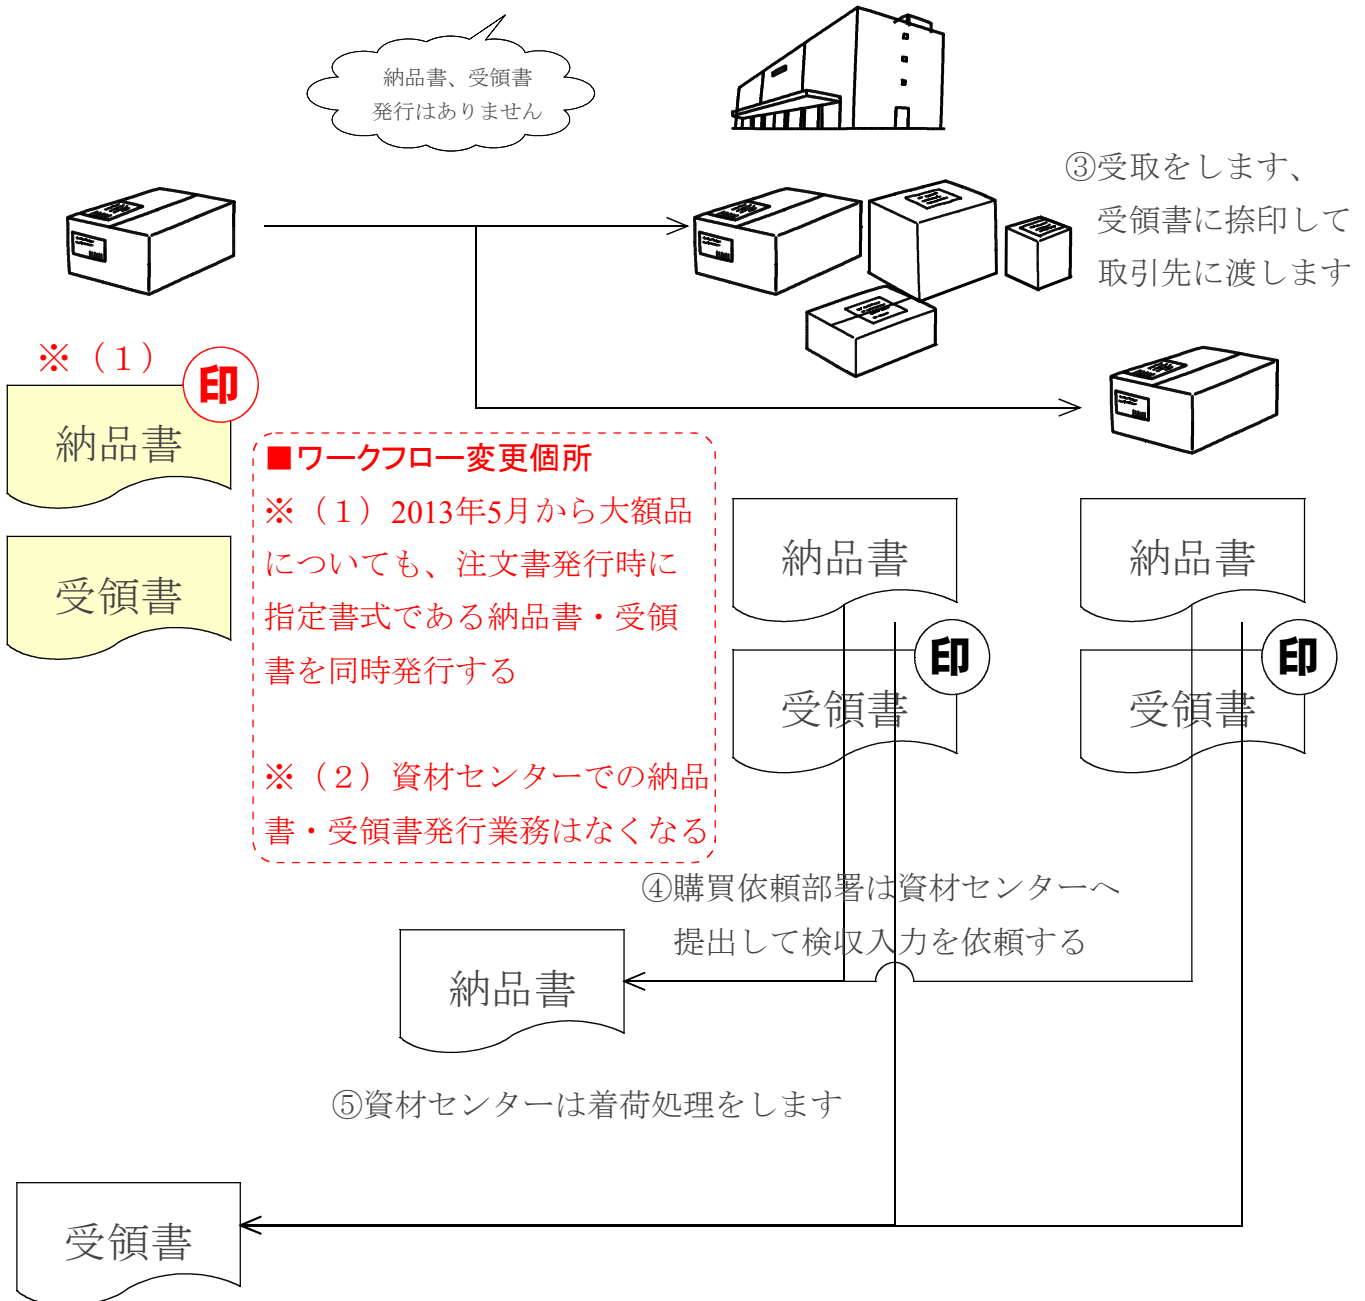 納品書、受領書
発行はありません
③受取をします、
受領書に捺印して
取引先に渡します
※（１）
印
納品書
受領書
■ワークフロー変更個所
※（１）2013年5月から大額品
についても、注文書発行時に
指定書式である納品書・受領
書を同時発行する
※（２）資材センターでの納品
書・受領書発行業務はなくなる
納品書
納品書
印
印
受領書
受領書
④購買依頼部署は資材センターへ
提出して検収入力を依頼する
納品書
⑤資材センターは着荷処理をします
受領書